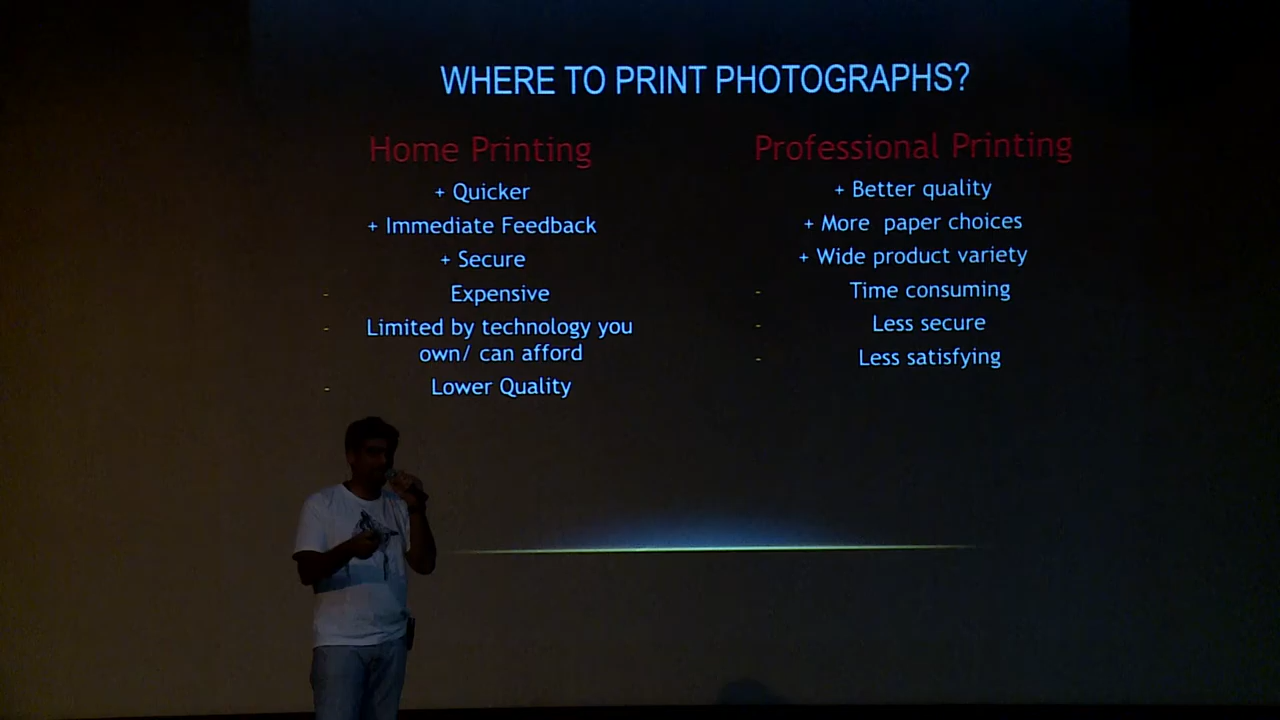 WHERE TO PRINT PHOTOGRAPHS?
Home Printing
+ Quicker
+ Immediate Feedback
+ Secure
- Expensive
- Limited by technology you
own/ can afford
- Lower Quality
Professional Printing
+ Better quality
+ More  paper choices
+ Wide product variety
- Time consuming
- Less secure
- Less satisfying